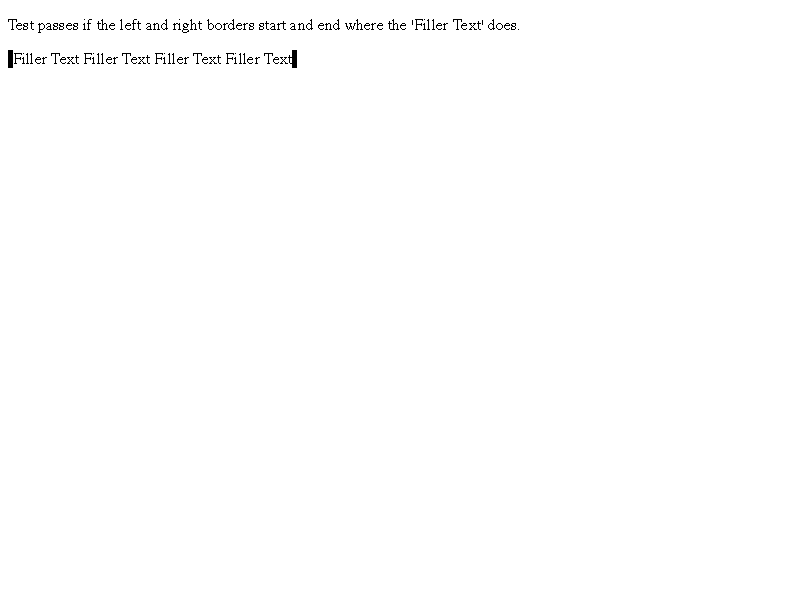 Test passes if the left and right borders start and end where the 'Filler Text' does.
Filler Text Filler Text Filler Text Filler Text